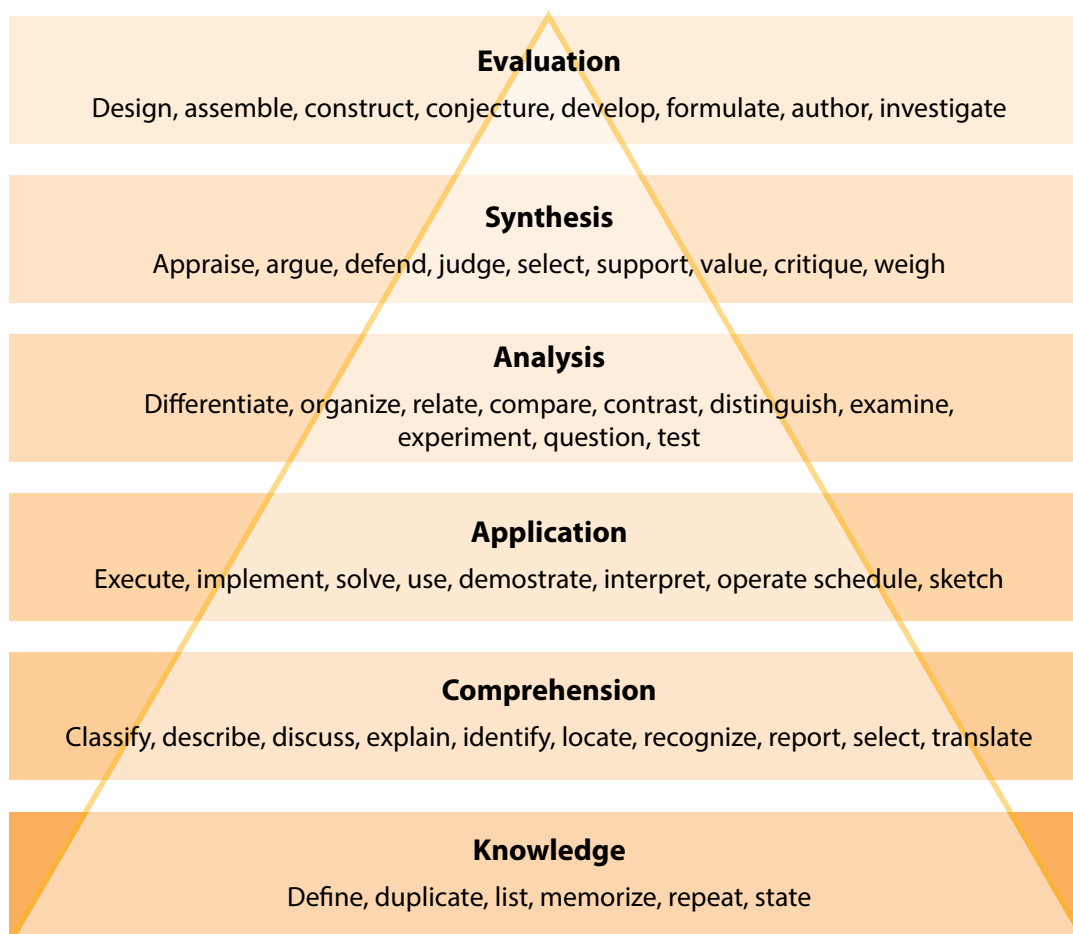 Evaluation
Design, assemble, construct, conjecture, develop, formulate, author, investigate
Synthesis
Appraise, argue, defend, judge, select, support, value, critique, weigh
Analysis
Differentiate, organize, relate, compare, contrast, distinguish, examine,
experiment, question, test
Application
Execute, implement, solve, use, demostrate, interpret, operate schedule, sketch
Comprehension
Classify, describe, discuss, explain, identify, locate, recognize, report, select, translate
Knowledge
Define, duplicate, list, memorize, repeat, state